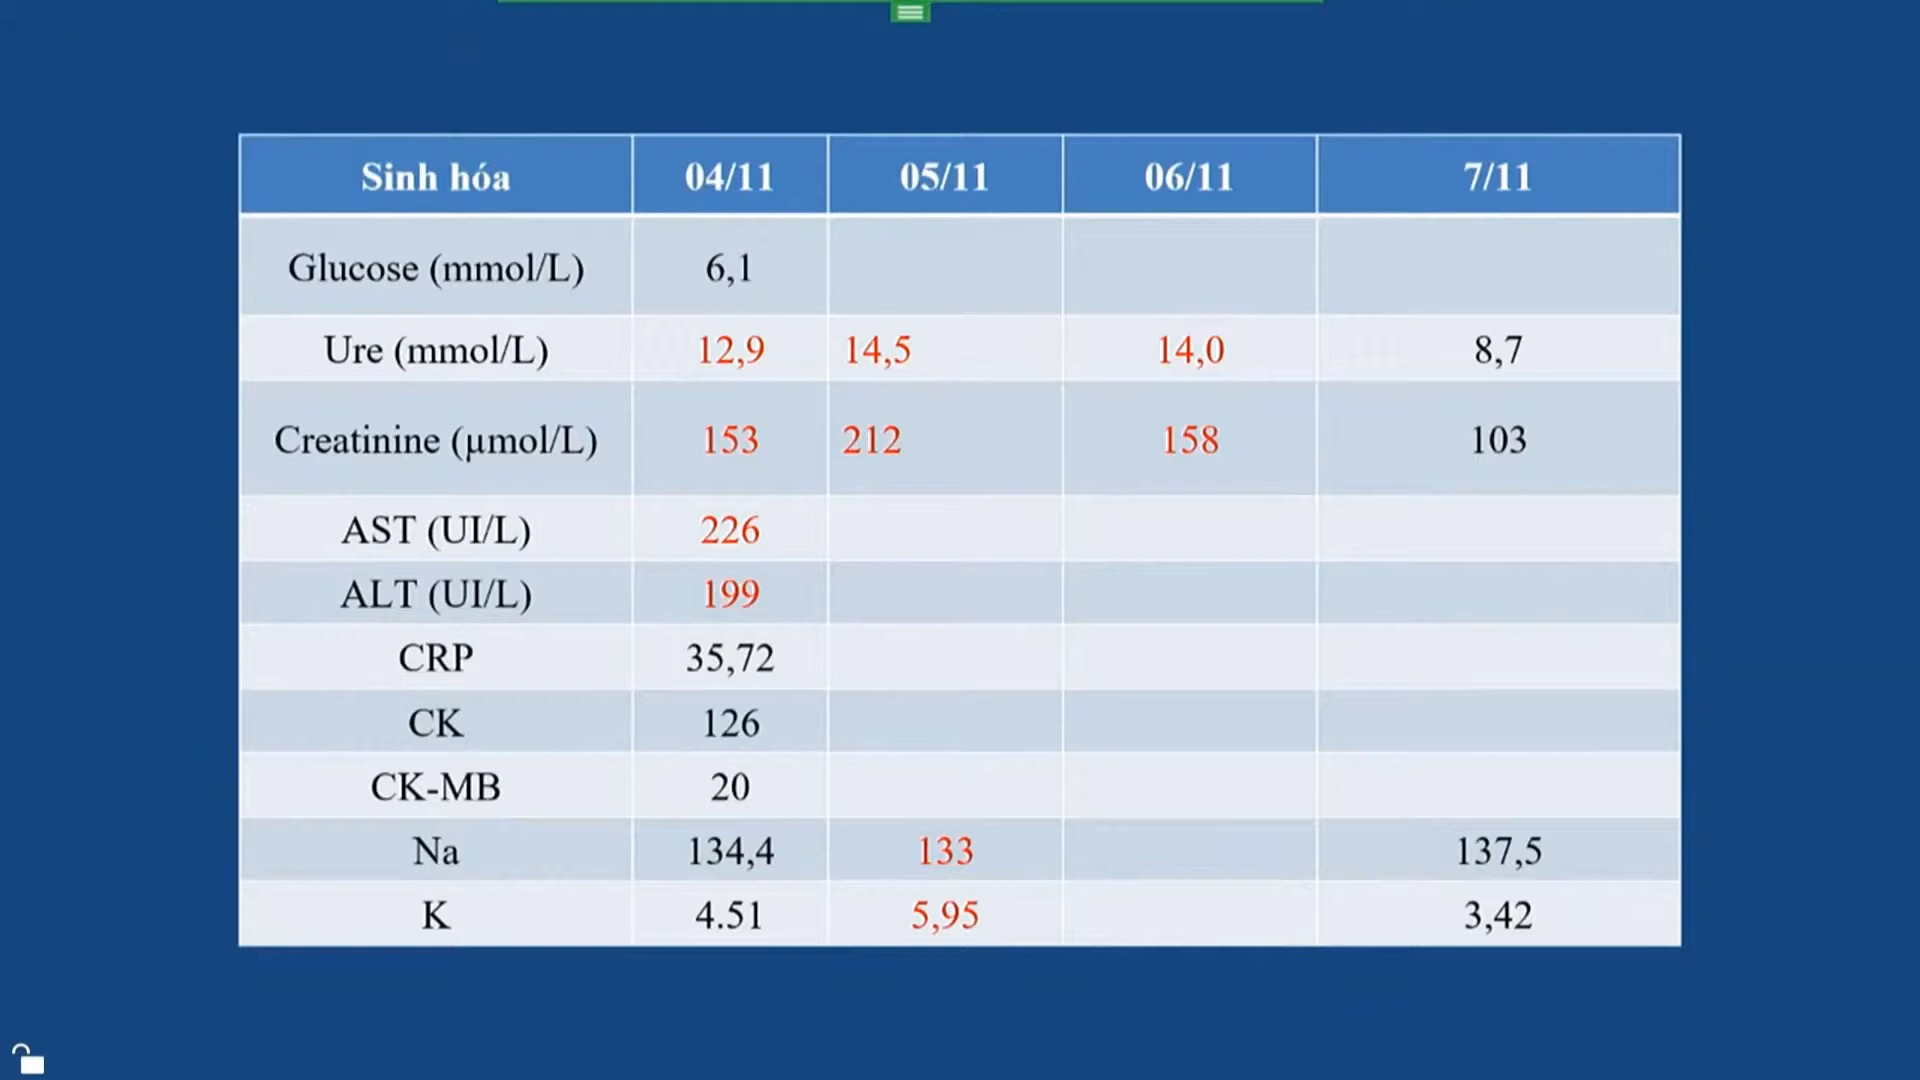 Sinh hóa 04/11 05/11 06/11 7/11
Glucose (mmol/L) 6,1
Ure (mmol/L) 12,9 14,5 14,0 8,7
Creatinine (µmol/L) 153 212 158 103
AST (UI/L) 226
ALT (UI/L) 199
CRP 35,72
CK 126
CK-MB 20
Na 134,4 133 137,5
K 4.51 5,95 3,42